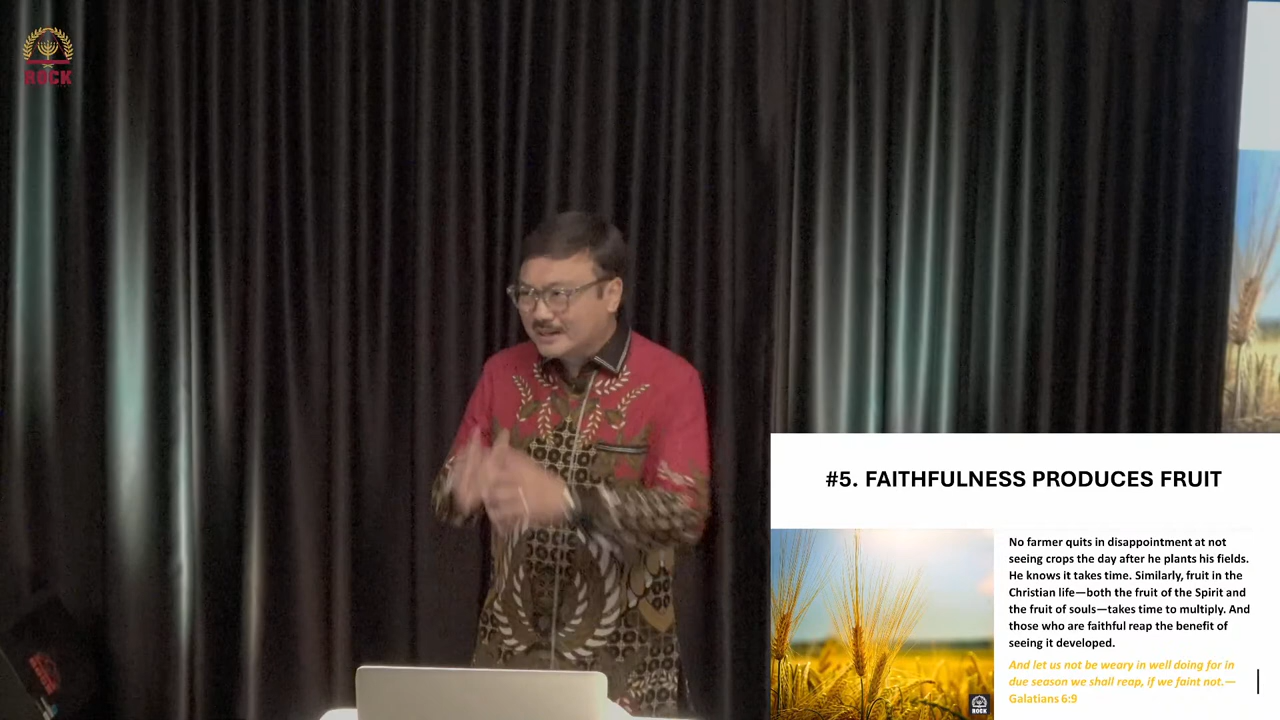 ROCK
#5. FAITHFULNESS PRODUCES FRUIT
No farmer quits in disappointment at not
seeing crops the day after he plants his fields.
He knows it takes time. Similarly, fruit in the
Christian life—both the fruit of the Spirit and
the fruit of souls—takes time to multiply. And
those who are faithful reap the benefit of
seeing it developed.
And let us not be weary in well doing for in
due season we shall reap, if we faint not.—
Galatians 6:9
ROCK